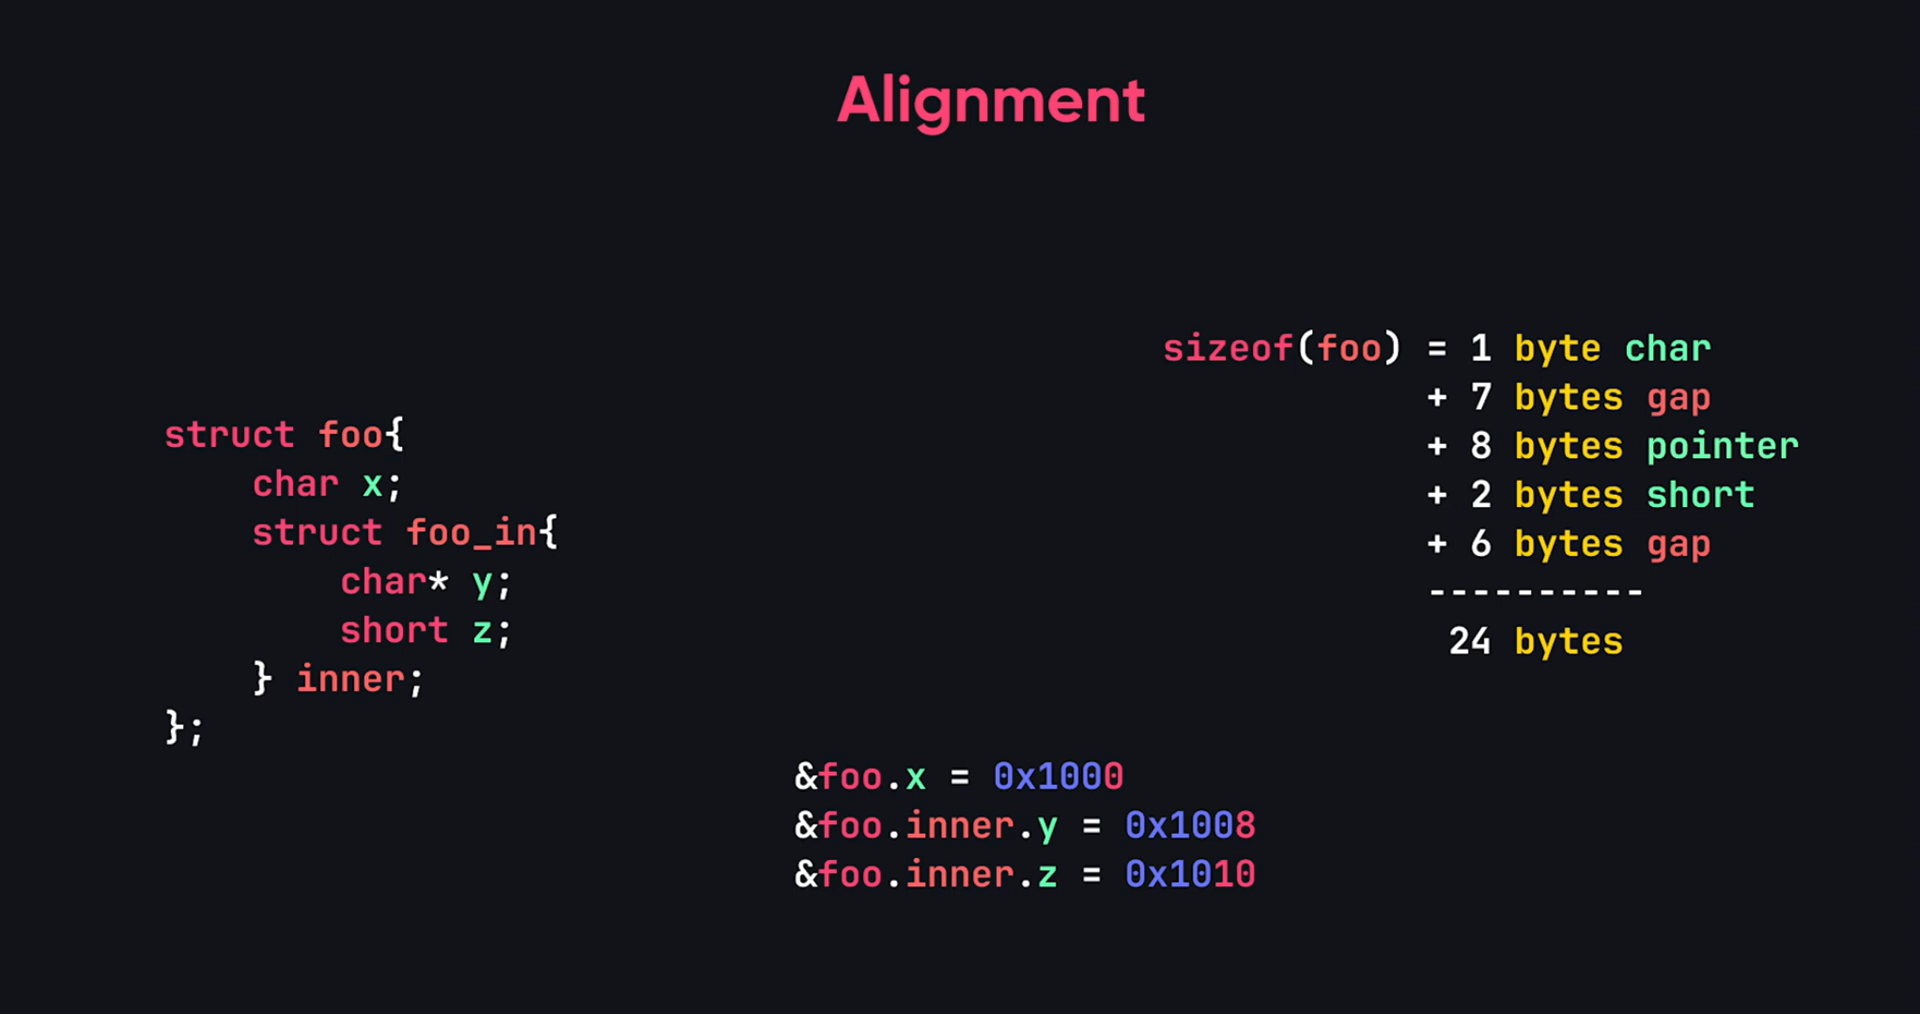 Alignment
struct foo{
    char x;
    struct foo_in{
        char* y;
        short z;
    } inner;
};
sizeof(foo) = 1 byte char
+ 7 bytes gap
+ 8 bytes pointer
+ 2 bytes short
+ 6 bytes gap
----------
24 bytes
&foo.x = 0x1000
&foo.inner.y = 0x1008
&foo.inner.z = 0x1010